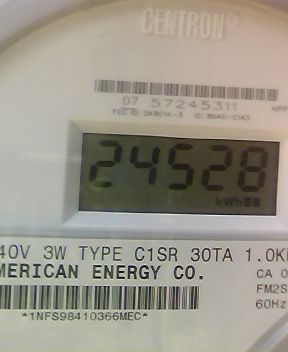 CENTRON®
07 57245311
24528
kWh
40V 3W TYPE C1SR 30TA 1.0K
MERICAN ENERGY CO.
CA 0
FM2S
60Hz
*1NFS98410366MEC*